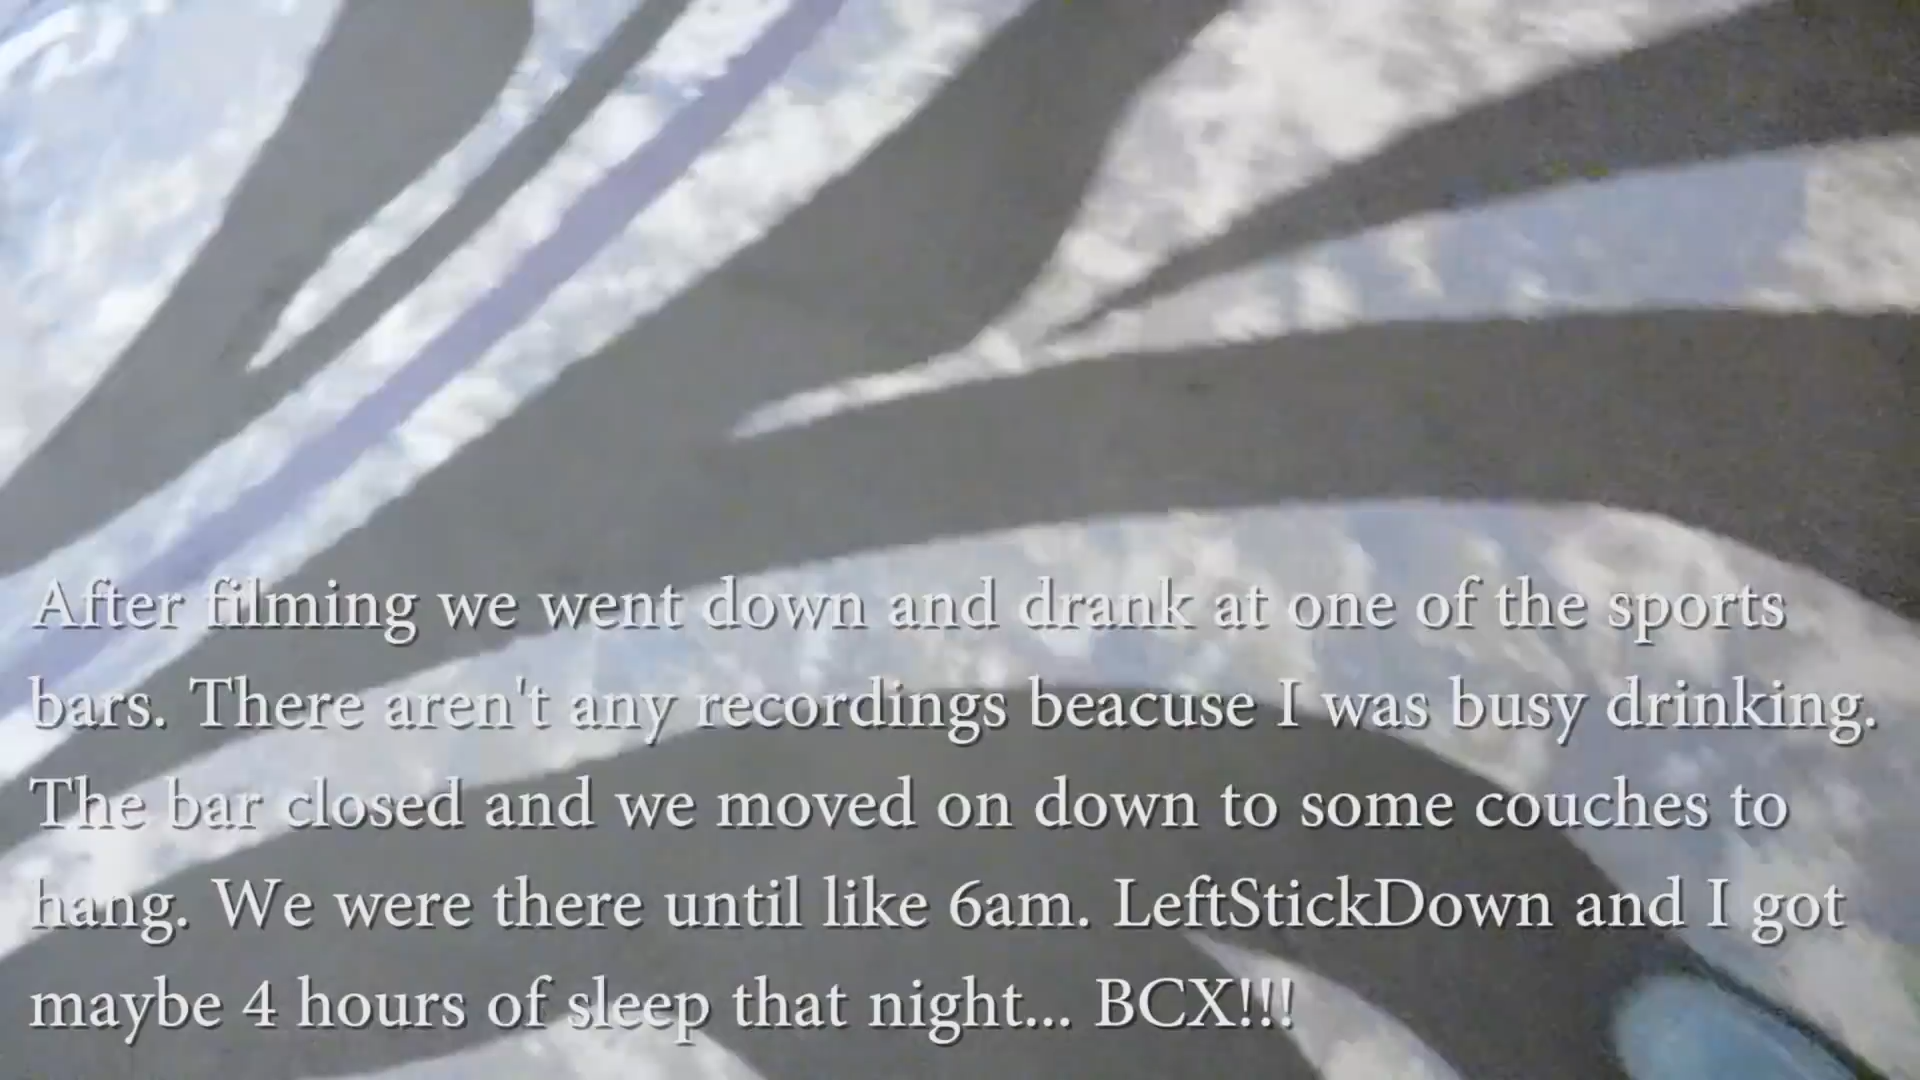 After filming we went down and drank at one of the sports
bars. There aren't any recordings beacuse I was busy drinking.
The bar closed and we moved on down to some couches to
hang. We were there until like 6am. LeftStickDown and I got
maybe 4 hours of sleep that night... BCX!!!